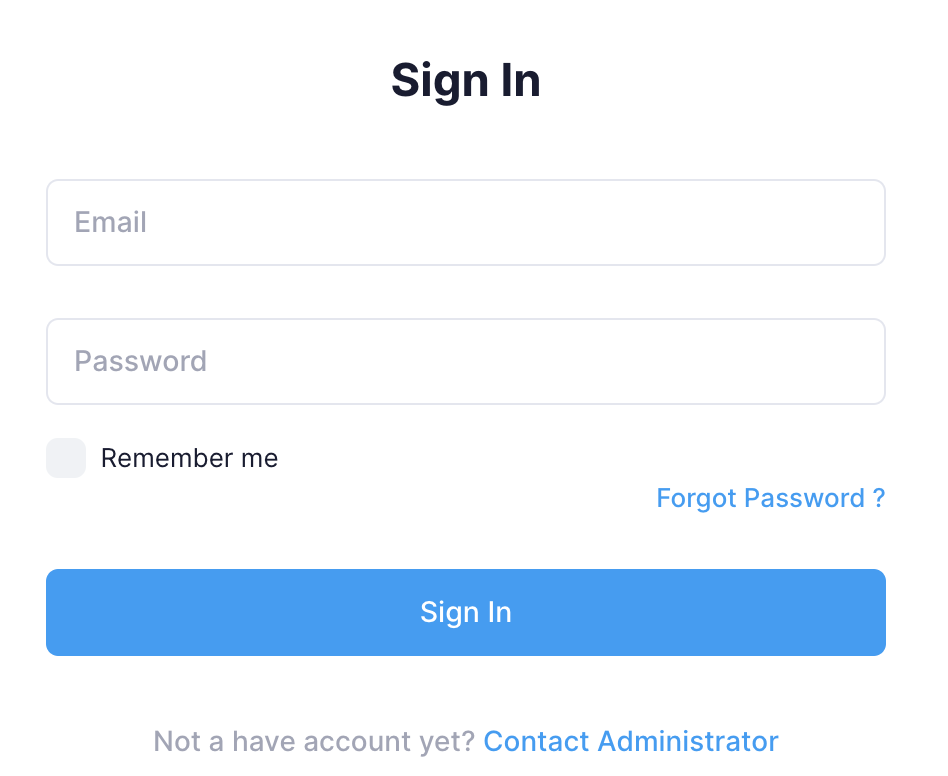 Sign In
Email
Password
Remember me
Forgot Password ?
Sign In
Not a have account yet? Contact Administrator